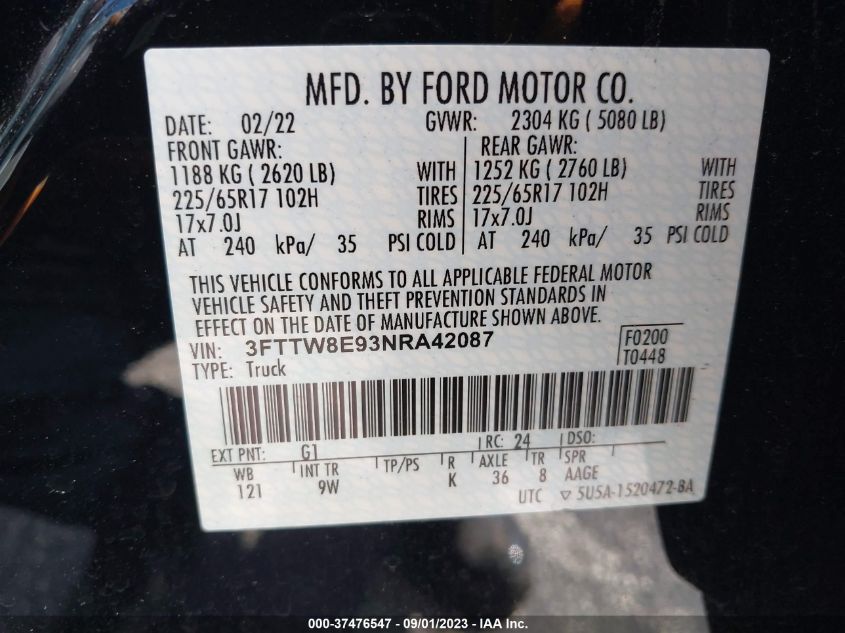 MFD. BY FORD MOTOR CO.
DATE: 02/22 GVWR: 2304 KG ( 5080 LB)
FRONT GAWR: REAR GAWR:
1188 KG ( 2620 LB) WITH 1252 KG ( 2760 LB) WITH
225/65R17 102H TIRES 225/65R17 102H TIRES
17x7.0J RIMS 17x7.0J RIMS
AT 240 kPa/ 35 PSI COLD AT 240 kPa/ 35 PSI COLD
THIS VEHICLE CONFORMS TO ALL APPLICABLE FEDERAL MOTOR
VEHICLE SAFETY AND THEFT PREVENTION STANDARDS IN
EFFECT ON THE DATE OF MANUFACTURE SHOWN ABOVE.
VIN: 3FTTW8E93NRA42087 F0200
TYPE: Truck T0448
EXT PNT: G1 RC: 24 DSO:
WB INT TR TP/PS R AXLE TR SPR
121 9W K 36 8 AAGE
UTC ▽ 5U5A-1520472-BA
000-37476547 - 09/01/2023 - IAA Inc.